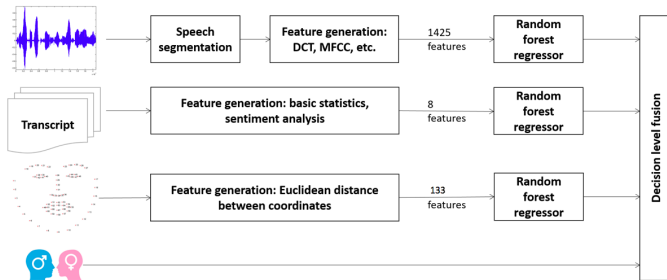 Speech
segmentation
Feature generation:
DCT, MFCC, etc.
1425
features
Random
forest
regressor
Transcript
Feature generation: basic statistics,
sentiment analysis
8
features
Random
forest
regressor
Feature generation: Euclidean distance
between coordinates
133
features
Random
forest
regressor
Decision level fusion